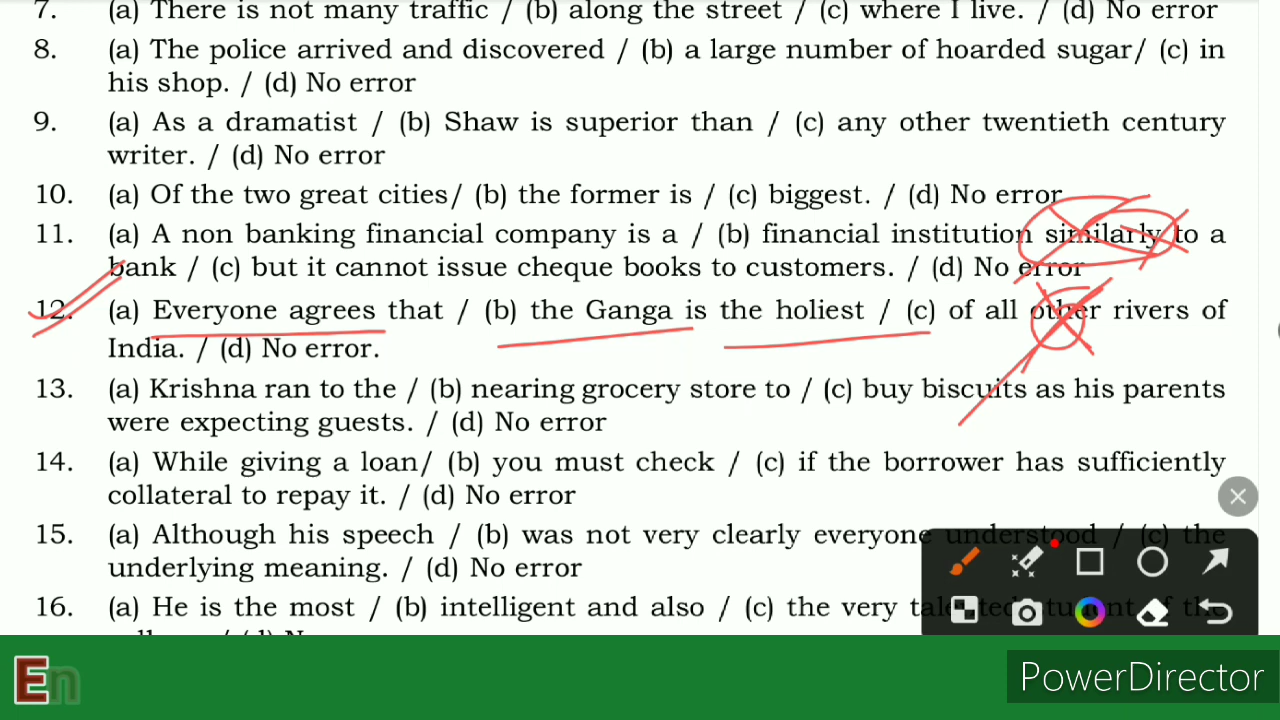 7. (a) There is not many traffic / (b) along the street / (c) where I live. / (d) No error
8. (a) The police arrived and discovered / (b) a large number of hoarded sugar/ (c) in
his shop. / (d) No error
9. (a) As a dramatist / (b) Shaw is superior than / (c) any other twentieth century
writer. / (d) No error
10. (a) Of the two great cities/ (b) the former is / (c) biggest. / (d) No error
11. (a) A non banking financial company is a / (b) financial institution similarly to a
bank / (c) but it cannot issue cheque books to customers. / (d) No error
12. (a) Everyone agrees that / (b) the Ganga is the holiest / (c) of all other rivers of
India. / (d) No error.
13. (a) Krishna ran to the / (b) nearing grocery store to / (c) buy biscuits as his parents
were expecting guests. / (d) No error
14. (a) While giving a loan/ (b) you must check / (c) if the borrower has sufficiently
collateral to repay it. / (d) No error
15. (a) Although his speech / (b) was not very clearly everyone understood / (c) the
underlying meaning. / (d) No error
16. (a) He is the most / (b) intelligent and also / (c) the very talented student of the
En
PowerDirector